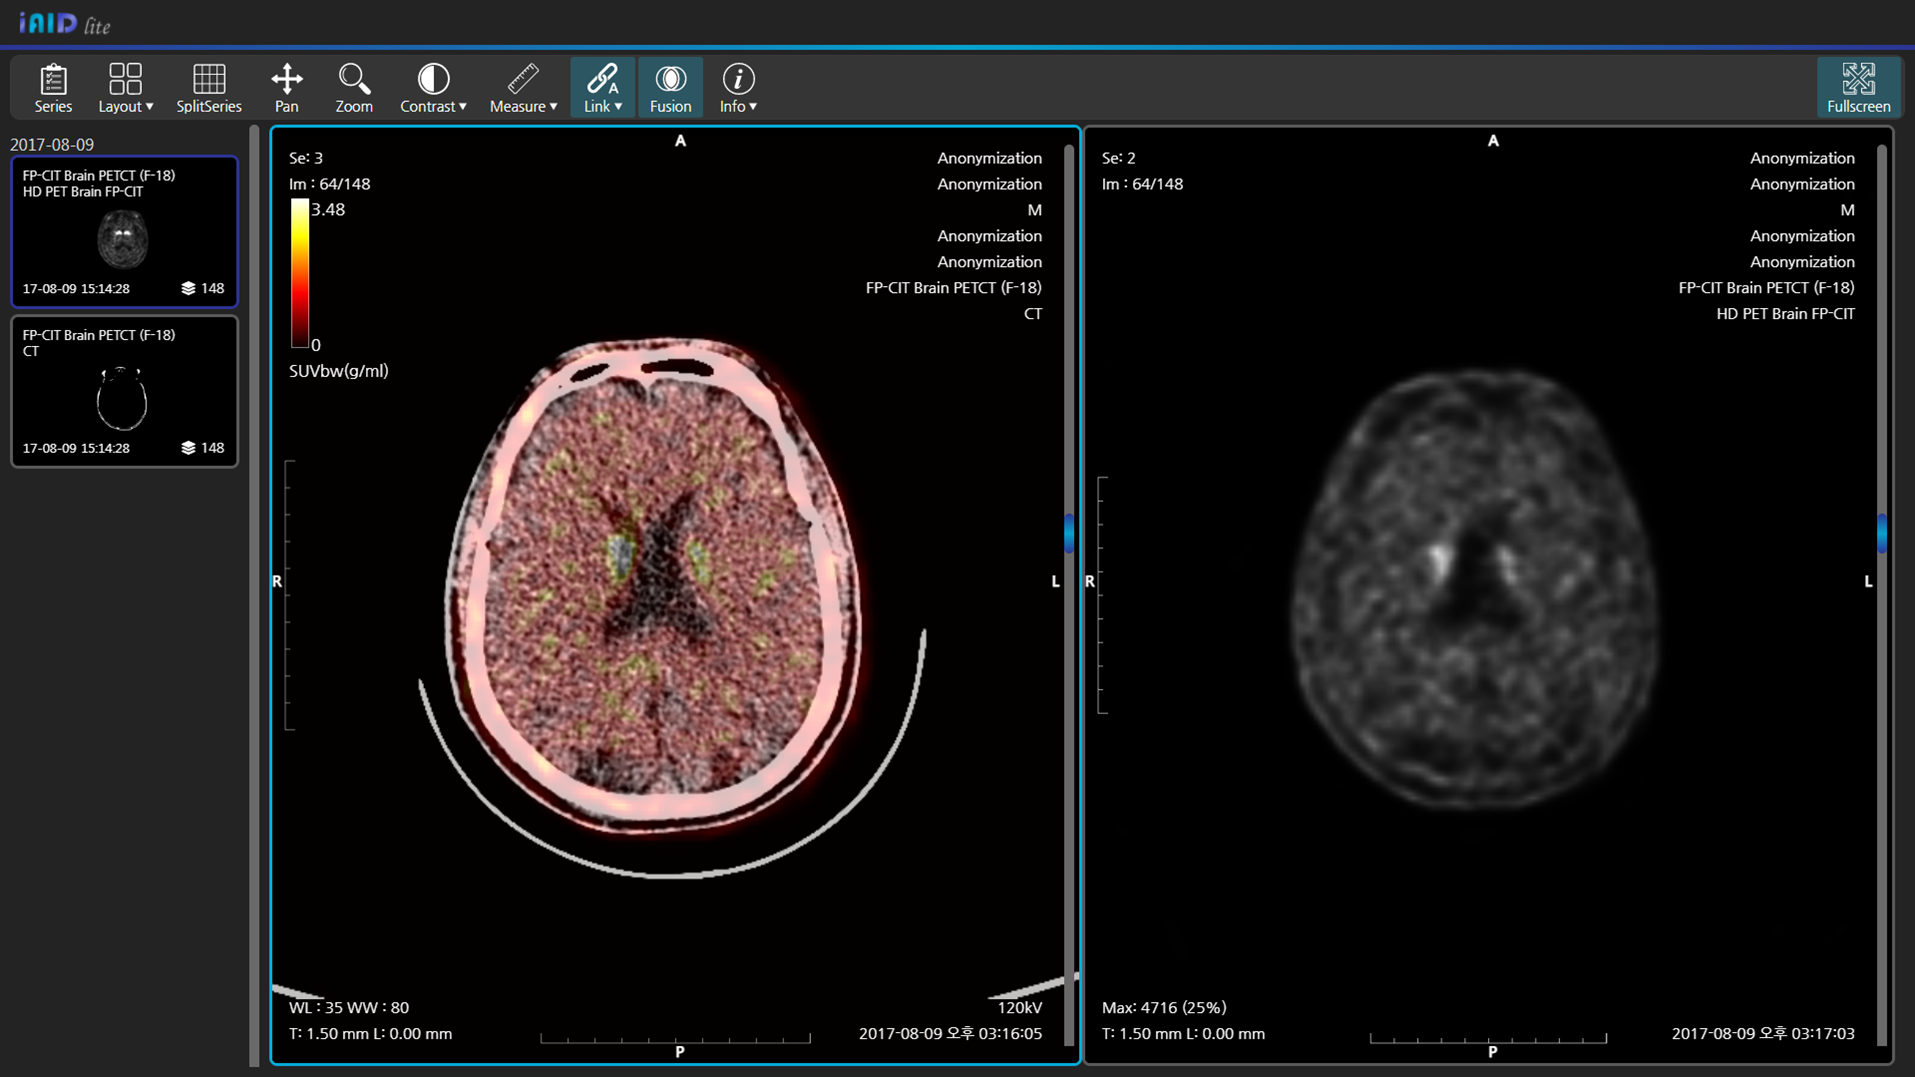 iAID lite
Series
Layout ▾
SplitSeries
Pan
Zoom
Contrast ▾
Measure ▾
A
Link ▾
Fusion
i
Info ▾
Fullscreen
2017-08-09
FP-CIT Brain PETCT (F-18)
HD PET Brain FP-CIT
17-08-09 15:14:28
148
FP-CIT Brain PETCT (F-18)
CT
17-08-09 15:14:28
148
A
Se: 3
Im : 64/148
3.48
0
SUVbw(g/ml)
Anonymization
Anonymization
M
Anonymization
Anonymization
FP-CIT Brain PETCT (F-18)
CT
R
L
WL : 35 WW : 80
T: 1.50 mm L: 0.00 mm
120kV
2017-08-09 오후 03:16:05
P
A
Se: 2
Im : 64/148
Anonymization
Anonymization
M
Anonymization
Anonymization
FP-CIT Brain PETCT (F-18)
HD PET Brain FP-CIT
R
L
Max: 4716 (25%)
T: 1.50 mm L: 0.00 mm
2017-08-09 오후 03:17:03
P